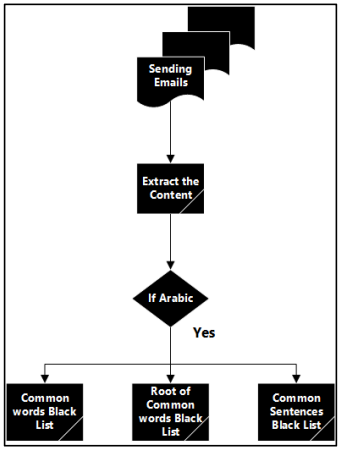 Sending
Emails
Extract the
Content
If Arabic
Yes
Common
words Black
List
Root of
Common
words Black
List
Common
Sentences
Black List